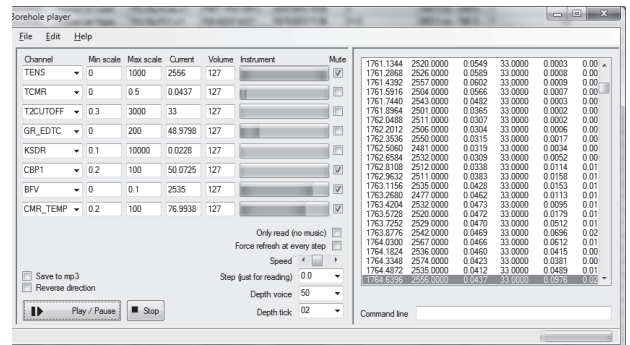 Borehole player
File Edit Help
Channel Min scale Max scale Current Volume Instrument Mute
TENS 0 1000 2556 127
TCMR 0 0.5 0.0437 127
T2CUTOFF 0.3 3000 33 127
GR_EDTC 0 200 48.9798 127
KSDR 0.1 10000 0.0228 127
CBP1 0.2 100 50.0725 127
BFV 0 0.1 2535 127
CMR_TEMP 0.2 100 76.9938 127
Only read (no music)
Force refresh at every step
Speed
Save to mp3
Step (just for reading) 0.0
Reverse direction
Depth voice 50
Play / Pause
Stop
Depth tick 02
1761.1344 2520.0000 0.0549 33.0000 0.0003 0.00
1761.2868 2526.0000 0.0589 33.0000 0.0008 0.00
1761.4392 2557.0000 0.0602 33.0000 0.0009 0.00
1761.5916 2504.0000 0.0566 33.0000 0.0007 0.00
1761.7440 2543.0000 0.0482 33.0000 0.0003 0.00
1761.8964 2501.0000 0.0365 33.0000 0.0002 0.00
1762.0488 2511.0000 0.0307 33.0000 0.0002 0.00
1762.2012 2506.0000 0.0304 33.0000 0.0006 0.00
1762.3536 2550.0000 0.0315 33.0000 0.0017 0.00
1762.5060 2481.0000 0.0319 33.0000 0.0034 0.00
1762.6584 2532.0000 0.0309 33.0000 0.0052 0.00
1762.8108 2512.0000 0.0338 33.0000 0.0114 0.01
1762.9632 2511.0000 0.0383 33.0000 0.0158 0.01
1763.1156 2535.0000 0.0428 33.0000 0.0153 0.01
1763.2680 2477.0000 0.0462 33.0000 0.0113 0.01
1763.4204 2532.0000 0.0473 33.0000 0.0095 0.01
1763.5728 2520.0000 0.0472 33.0000 0.0179 0.01
1763.7252 2529.0000 0.0470 33.0000 0.0512 0.01
1763.8776 2542.0000 0.0469 33.0000 0.0696 0.02
1764.0300 2567.0000 0.0466 33.0000 0.0612 0.01
1764.1824 2536.0000 0.0460 33.0000 0.0415 0.00
1764.3348 2574.0000 0.0423 33.0000 0.0381 0.00
1764.4872 2535.0000 0.0412 33.0000 0.0489 0.01
1764.6396 2556.0000 0.0437 33.0000 0.0976 0.02
Command line